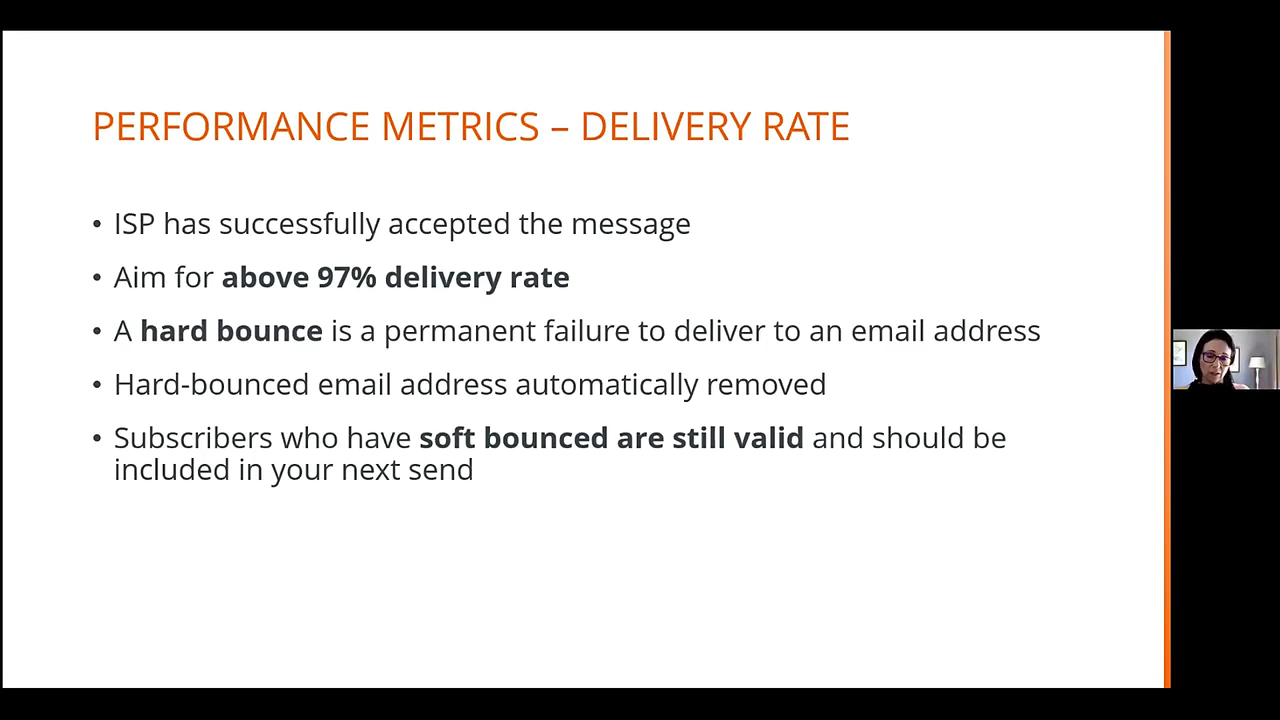 PERFORMANCE METRICS – DELIVERY RATE
• ISP has successfully accepted the message
• Aim for above 97% delivery rate
• A hard bounce is a permanent failure to deliver to an email address
• Hard-bounced email address automatically removed
• Subscribers who have soft bounced are still valid and should be
included in your next send